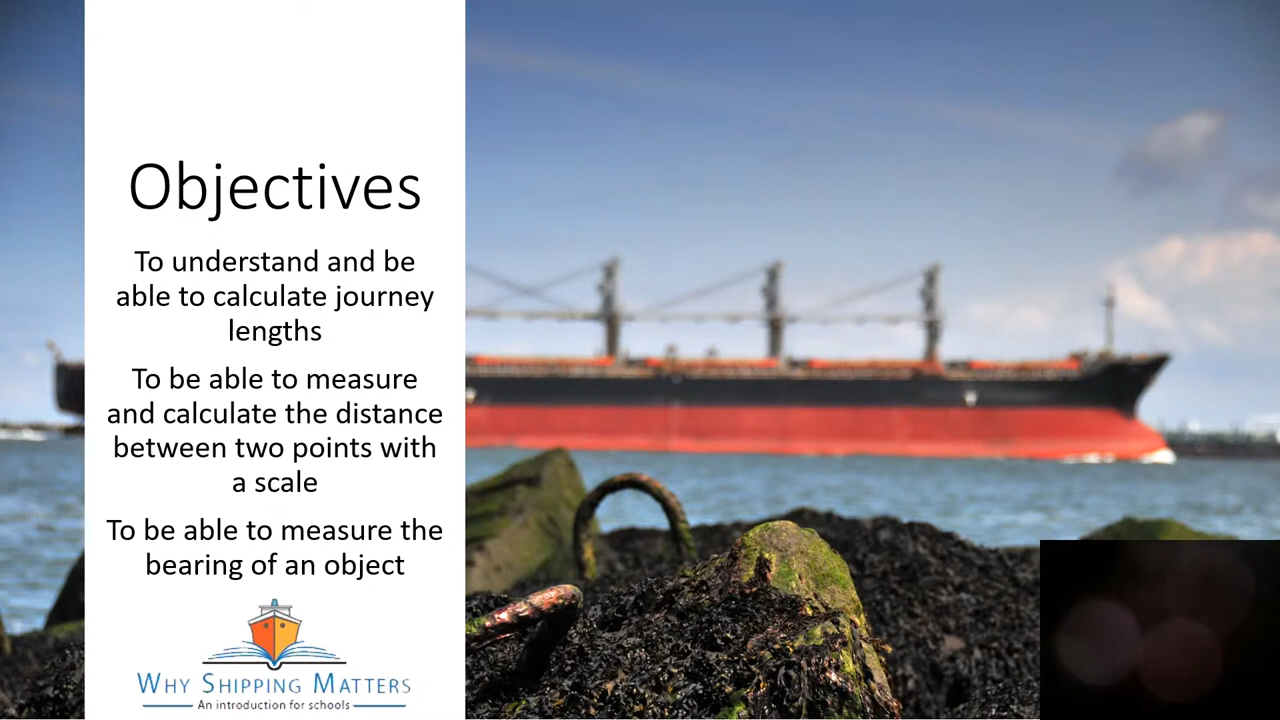 Objectives
To understand and be
able to calculate journey
lengths
To be able to measure
and calculate the distance
between two points with
a scale
To be able to measure the
bearing of an object
WHY SHIPPING MATTERS
An introduction for schools